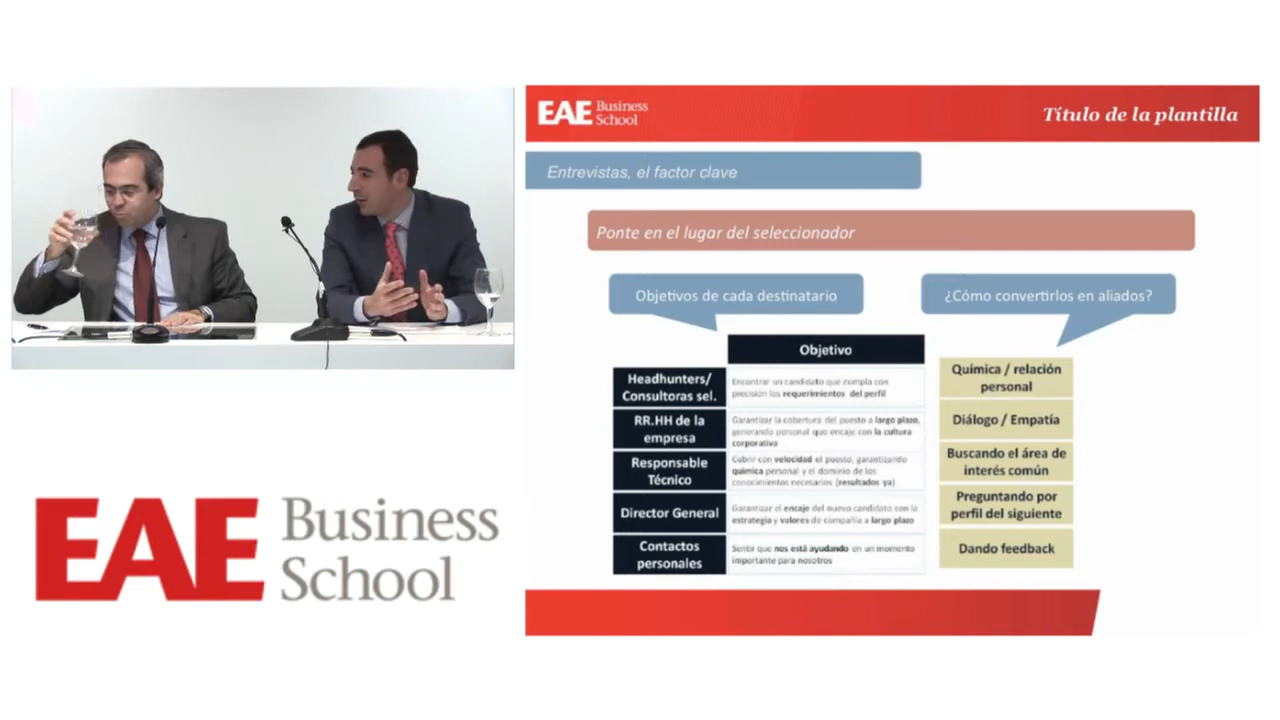 EAE Business
School
Título de la plantilla
Entrevistas, el factor clave
Ponte en el lugar del seleccionador
Objetivos de cada destinatario
¿Cómo convertirlos en aliados?
Objetivo
Headhunters/
Consultoras sel.
Encontrar un candidato que cumpla con
precisión los requerimientos del perfil
RR.HH de la
empresa
Garantizar la cobertura del puesto a largo plazo,
generando personal que encaje con la cultura
corporativa
Responsable
Técnico
Cubrir con velocidad el puesto, garantizando
química personal y el dominio de los
conocimientos necesarios (resultados ya)
Director General
Garantizar el encaje del nuevo candidato con la
estrategia y valores de compañía a largo plazo
Contactos
personales
Sentir que nos está ayudando en un momento
importante para nosotros
Química / relación
personal
Diálogo / Empatía
Buscando el área de
interés común
Preguntando por
perfil del siguiente
Dando feedback
EAE Business
School